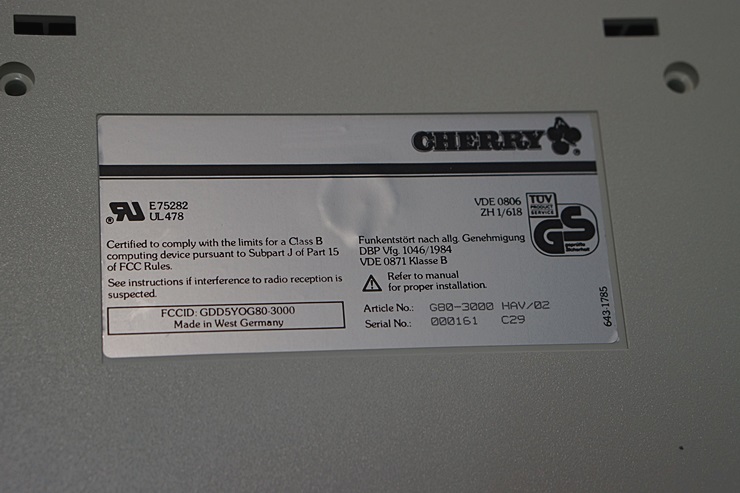 CHERRY
®
E75282
UL478
®
VDE 0806
ZH 1/618
TÜV
PRODUCT
SERVICE
GS
geprüfte
Sicherheit
Certified to comply with the limits for a Class B
computing device pursuant to Subpart J of Part 15
of FCC Rules.
See instructions if interference to radio reception is
suspected.
FCCID: GDD5YOG80-3000
Made in West Germany
Funkentstört nach allg. Genehmigung
DBP Vfg. 1046/1984
VDE 0871 Klasse B
Refer to manual
for proper installation.
Article No.: G80-3000 HAV/02
Serial No.: 000161 C29
643-1785